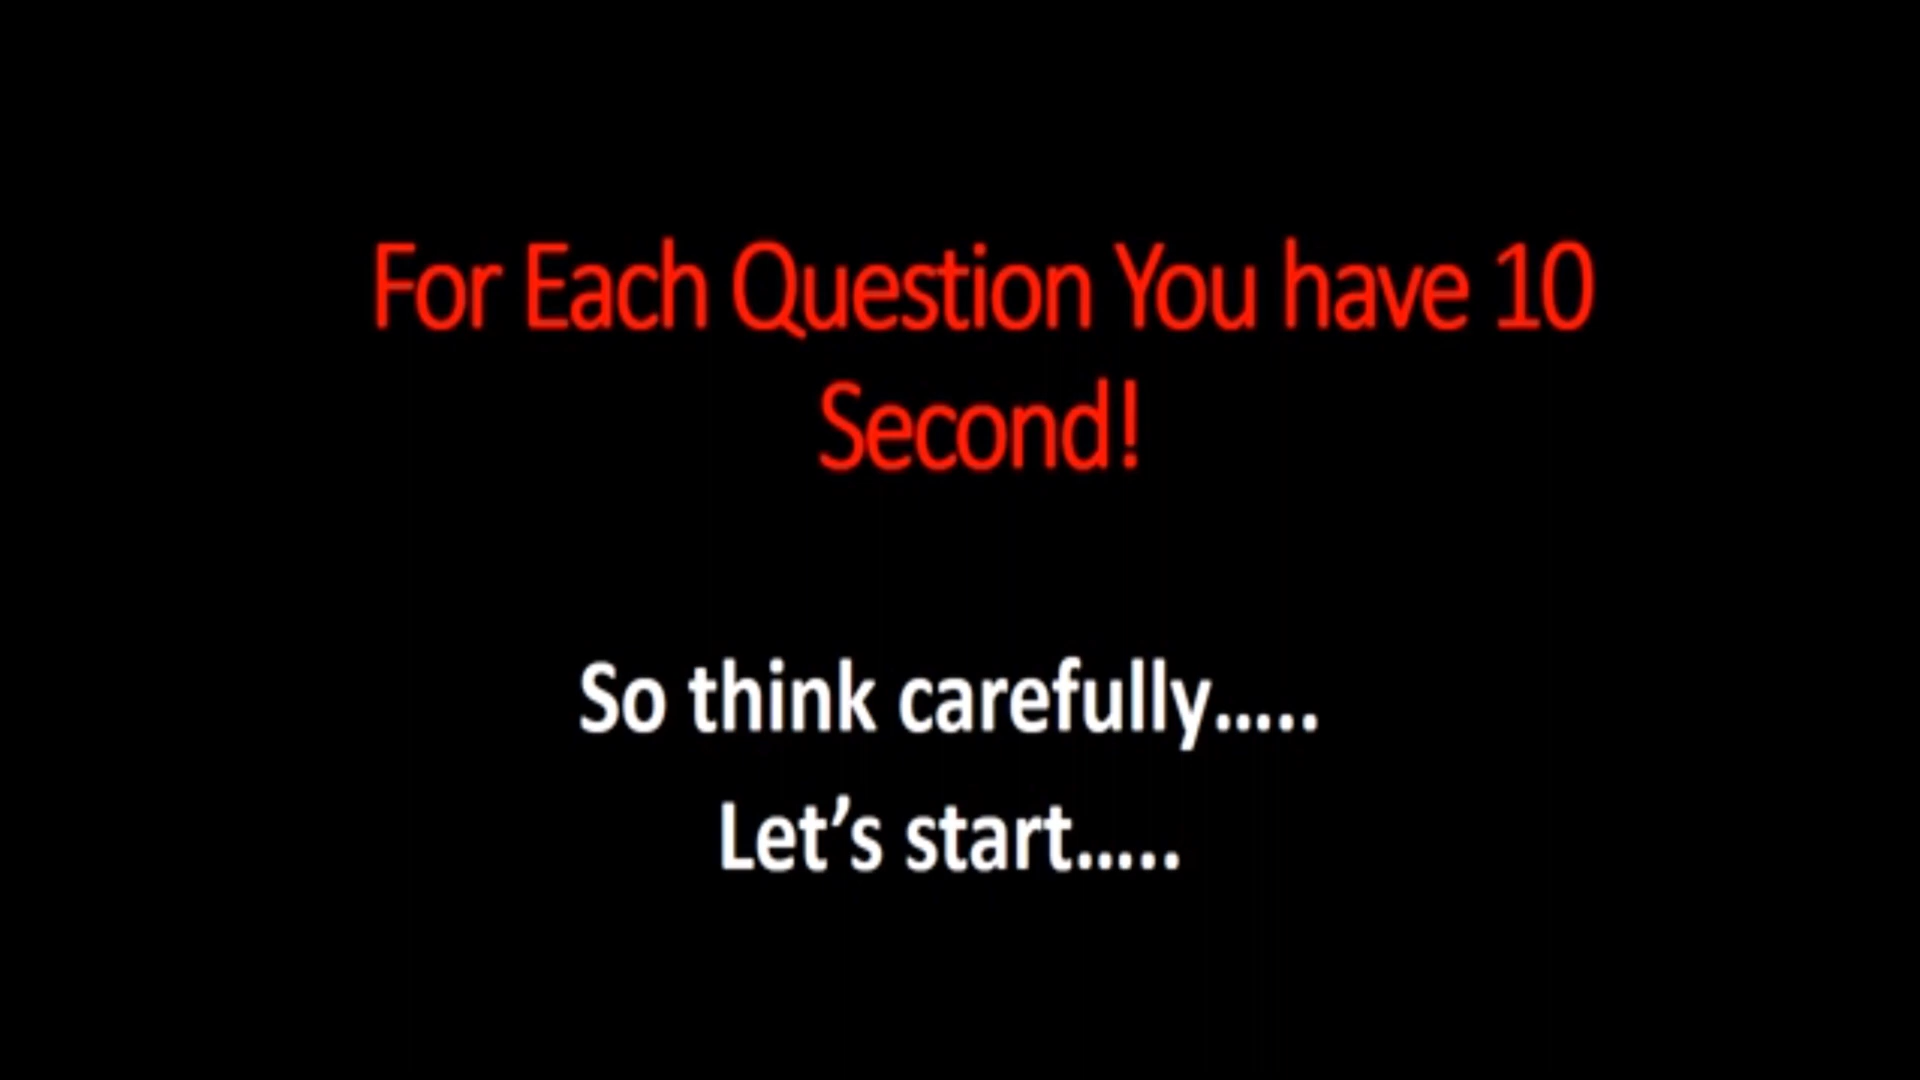 For Each Question You have 10
Second!
So think carefully.....
Let’s start.....